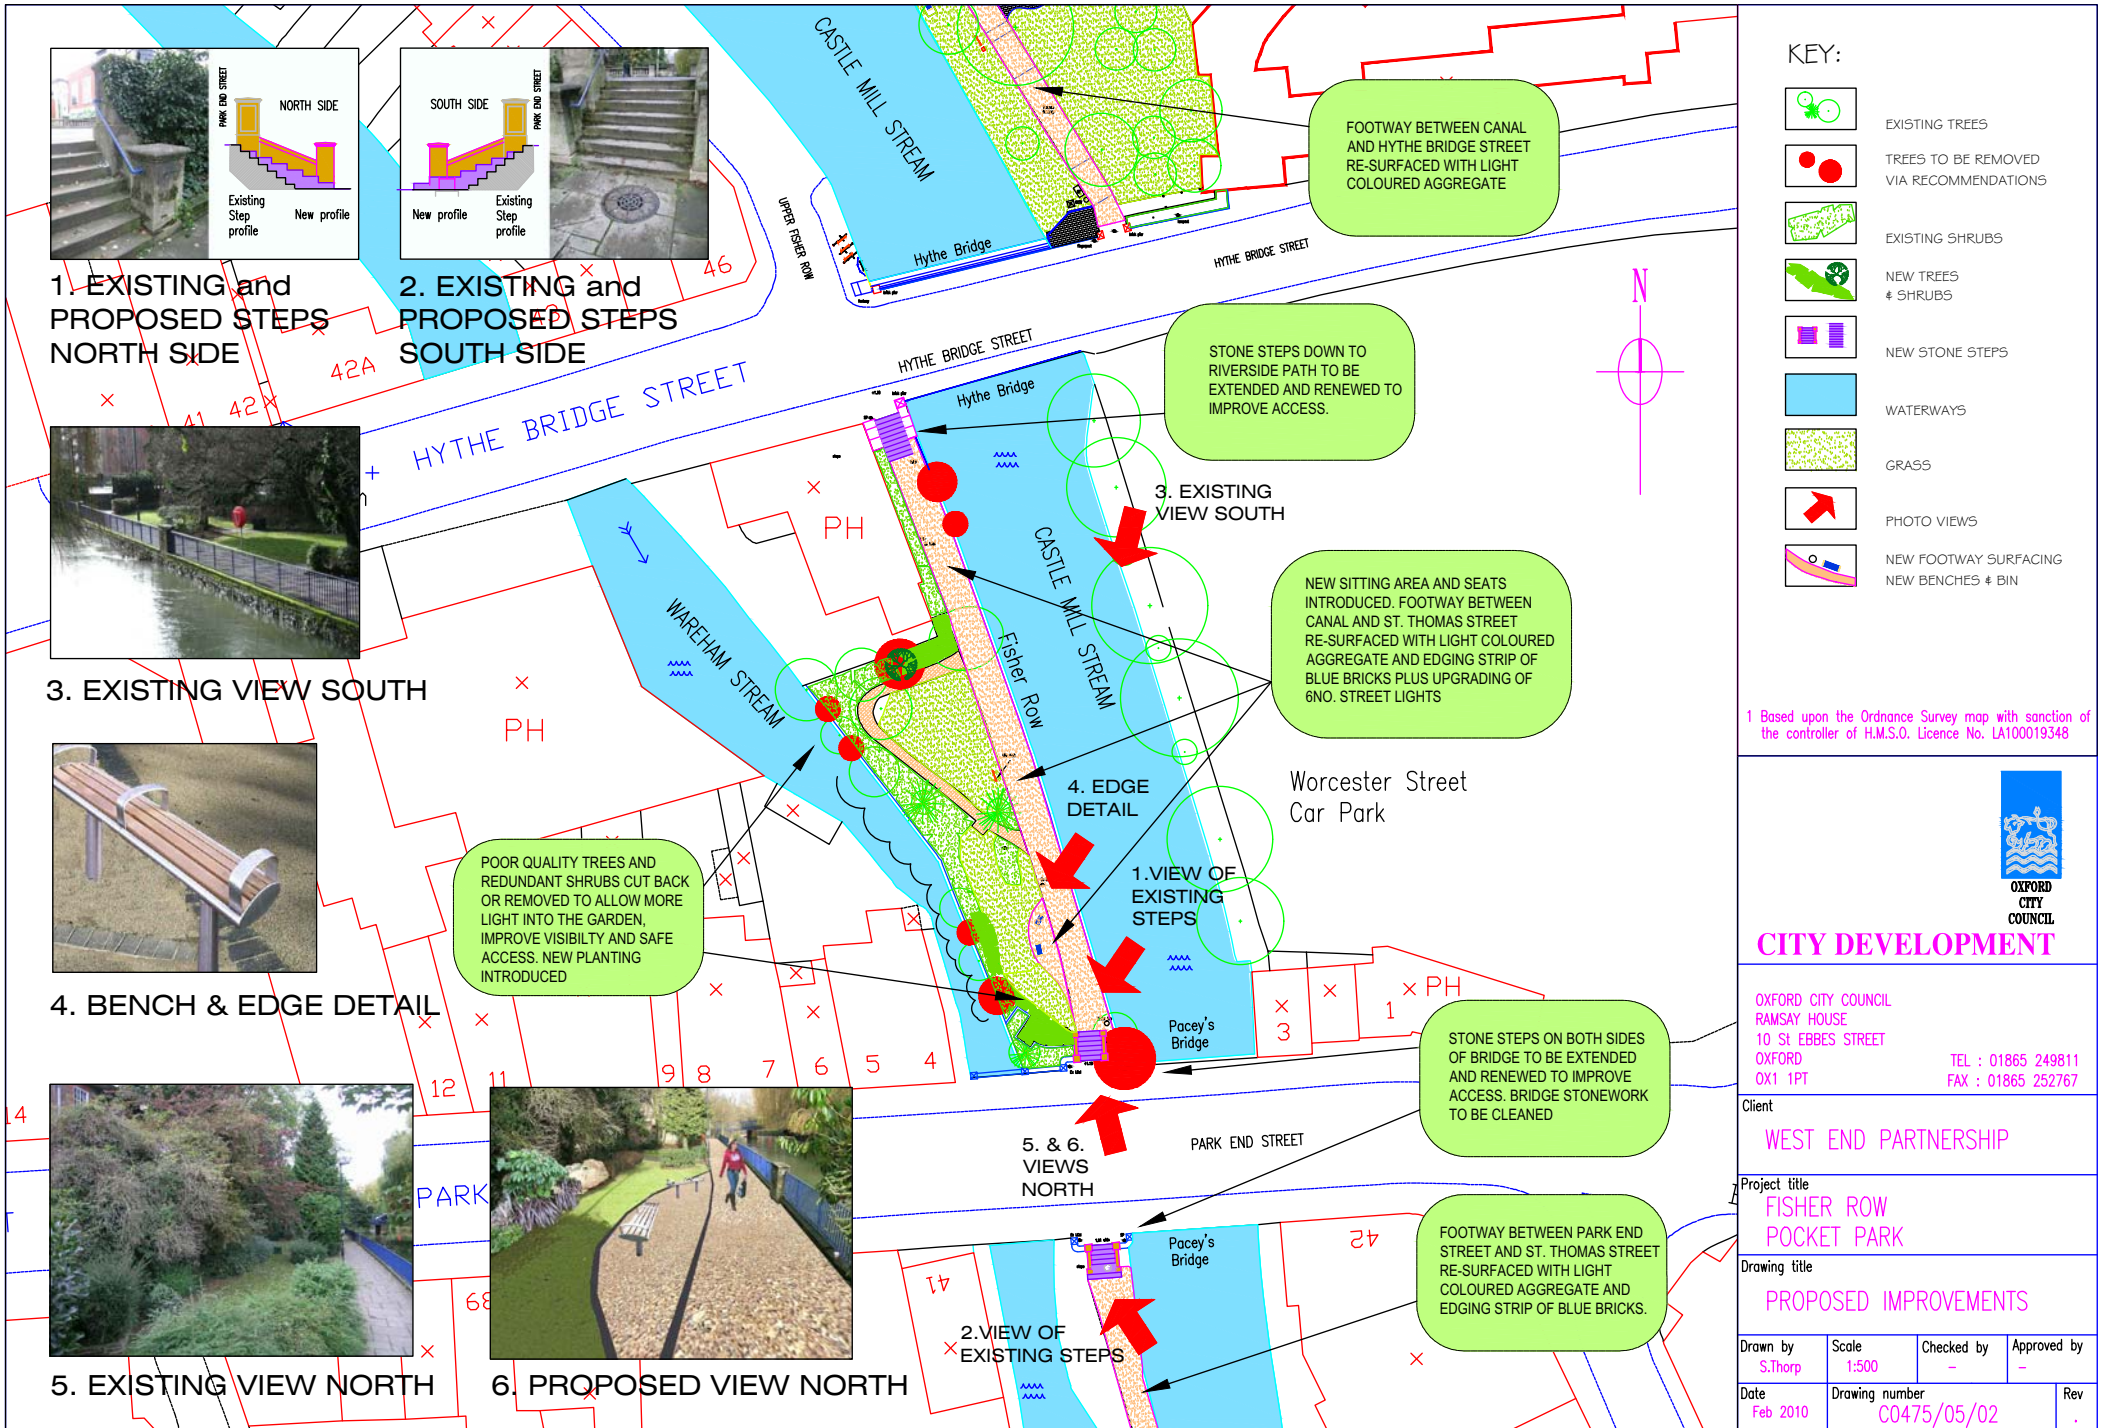 PARK END STREET
NORTH SIDE
Existing
Step
profile
New profile
1. EXISTING and
PROPOSED STEPS
NORTH SIDE
SOUTH SIDE
PARK END STREET
New profile
Existing
Step
profile
2. EXISTING and
PROPOSED STEPS
SOUTH SIDE
3. EXISTING VIEW SOUTH
4. BENCH & EDGE DETAIL
5. EXISTING VIEW NORTH
6. PROPOSED VIEW NORTH
41
42
42A
43
46
HYTHE BRIDGE STREET
UPPER FISHER ROW
CASTLE MILL STREAM
Hythe Bridge
HYTHE BRIDGE STREET
HYTHE BRIDGE STREET
Hythe Bridge
FOOTWAY BETWEEN CANAL
AND HYTHE BRIDGE STREET
RE-SURFACED WITH LIGHT
COLOURED AGGREGATE
N
STONE STEPS DOWN TO
RIVERSIDE PATH TO BE
EXTENDED AND RENEWED TO
IMPROVE ACCESS.
PH
3. EXISTING
VIEW SOUTH
CASTLE MILL STREAM
WAREHAM STREAM
Fisher Row
PH
NEW SITTING AREA AND SEATS
INTRODUCED. FOOTWAY BETWEEN
CANAL AND ST. THOMAS STREET
RE-SURFACED WITH LIGHT COLOURED
AGGREGATE AND EDGING STRIP OF
BLUE BRICKS PLUS UPGRADING OF
6NO. STREET LIGHTS
Worcester Street
Car Park
4. EDGE
DETAIL
1.VIEW OF
EXISTING
STEPS
POOR QUALITY TREES AND
REDUNDANT SHRUBS CUT BACK
OR REMOVED TO ALLOW MORE
LIGHT INTO THE GARDEN,
IMPROVE VISIBILTY AND SAFE
ACCESS. NEW PLANTING
INTRODUCED
14
12
11
9
8
7
6
5
4
3
1
PH
Pacey's
Bridge
STONE STEPS ON BOTH SIDES
OF BRIDGE TO BE EXTENDED
AND RENEWED TO IMPROVE
ACCESS. BRIDGE STONEWORK
TO BE CLEANED
5. & 6.
VIEWS
NORTH
PARK END STREET
PARK
68
41
42
Pacey's
Bridge
2.VIEW OF
EXISTING STEPS
FOOTWAY BETWEEN PARK END
STREET AND ST. THOMAS STREET
RE-SURFACED WITH LIGHT
COLOURED AGGREGATE AND
EDGING STRIP OF BLUE BRICKS.
KEY:
EXISTING TREES
TREES TO BE REMOVED
VIA RECOMMENDATIONS
EXISTING SHRUBS
NEW TREES
& SHRUBS
NEW STONE STEPS
WATERWAYS
GRASS
PHOTO VIEWS
NEW FOOTWAY SURFACING
NEW BENCHES & BIN
1 Based upon the Ordnance Survey map with sanction of
the controller of H.M.S.O. Licence No. LA100019348
OXFORD
CITY
COUNCIL
CITY DEVELOPMENT
OXFORD CITY COUNCIL
RAMSAY HOUSE
10 St EBBES STREET
OXFORD
OX1 1PT
TEL : 01865 249811
FAX : 01865 252767
Client
WEST END PARTNERSHIP
Project title
FISHER ROW
POCKET PARK
Drawing title
PROPOSED IMPROVEMENTS
Drawn by
S.Thorp
Scale
1:500
Checked by
-
Approved by
-
Date
Feb 2010
Drawing number
CO475/05/02
Rev
.